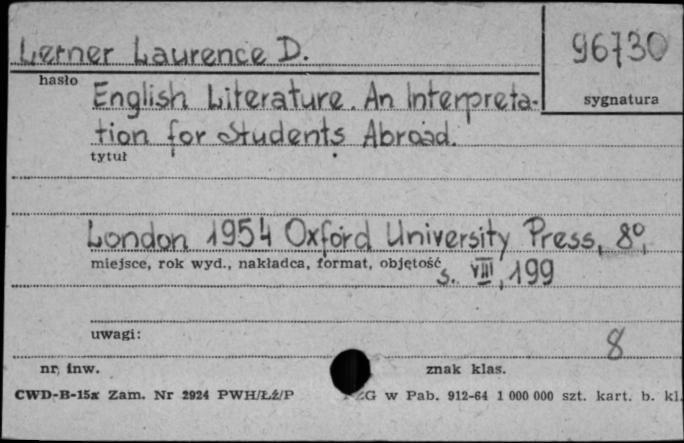 Lerner Laurence D.
96730
hasło
sygnatura
English Literature. An Interpreta-
tion for Students Abroad.
tytuł
London 1954 Oxford University Press, 8°,
miejsce, rok wyd., nakładca, format, objętość
s. VIII, 199
uwagi:
8
nr. inw.
znak klas.
CWD-B-15x Zam. Nr 2924 PWH/Łź/P
w Pab. 912-64 1 000 000 szt. kart. b. kl.